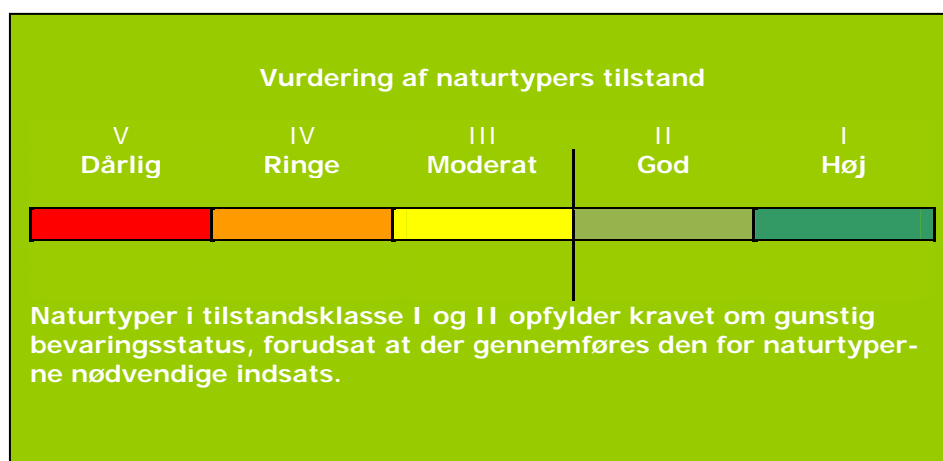 Vurdering af naturtypers tilstand
V IV III II I
Dårlig Ringe Moderat God Høj
Naturtyper i tilstandsklasse I og II opfylder kravet om gunstig
bevaringsstatus, forudsat at der gennemføres den for naturtyper-
ne nødvendige indsats.